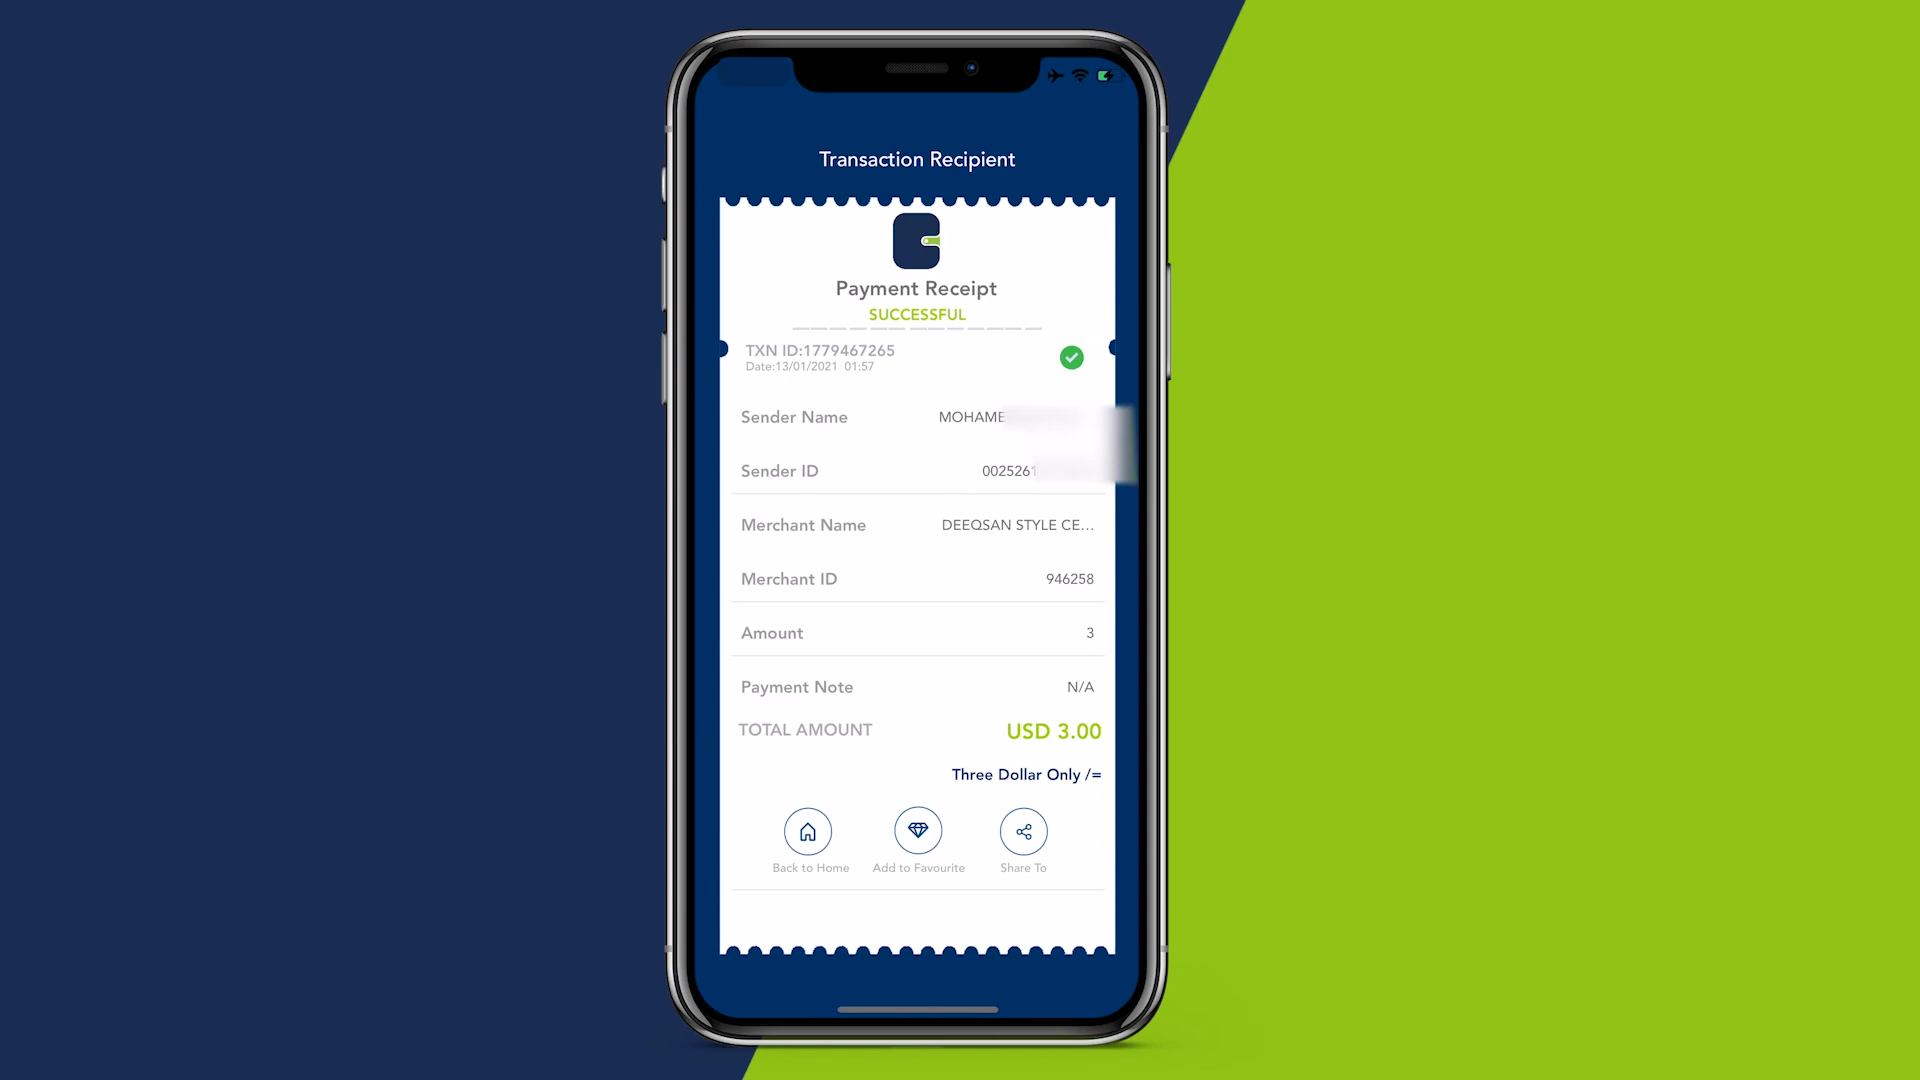 Transaction Recipient
Payment Receipt
SUCCESSFUL
TXN ID:1779467265
Date:13/01/2021 01:57
Sender Name MOHAME
Sender ID 0025261
Merchant Name DEEQSAN STYLE CE...
Merchant ID 946258
Amount 3
Payment Note N/A
TOTAL AMOUNT USD 3.00
Three Dollar Only /=
Back to Home Add to Favourite Share To